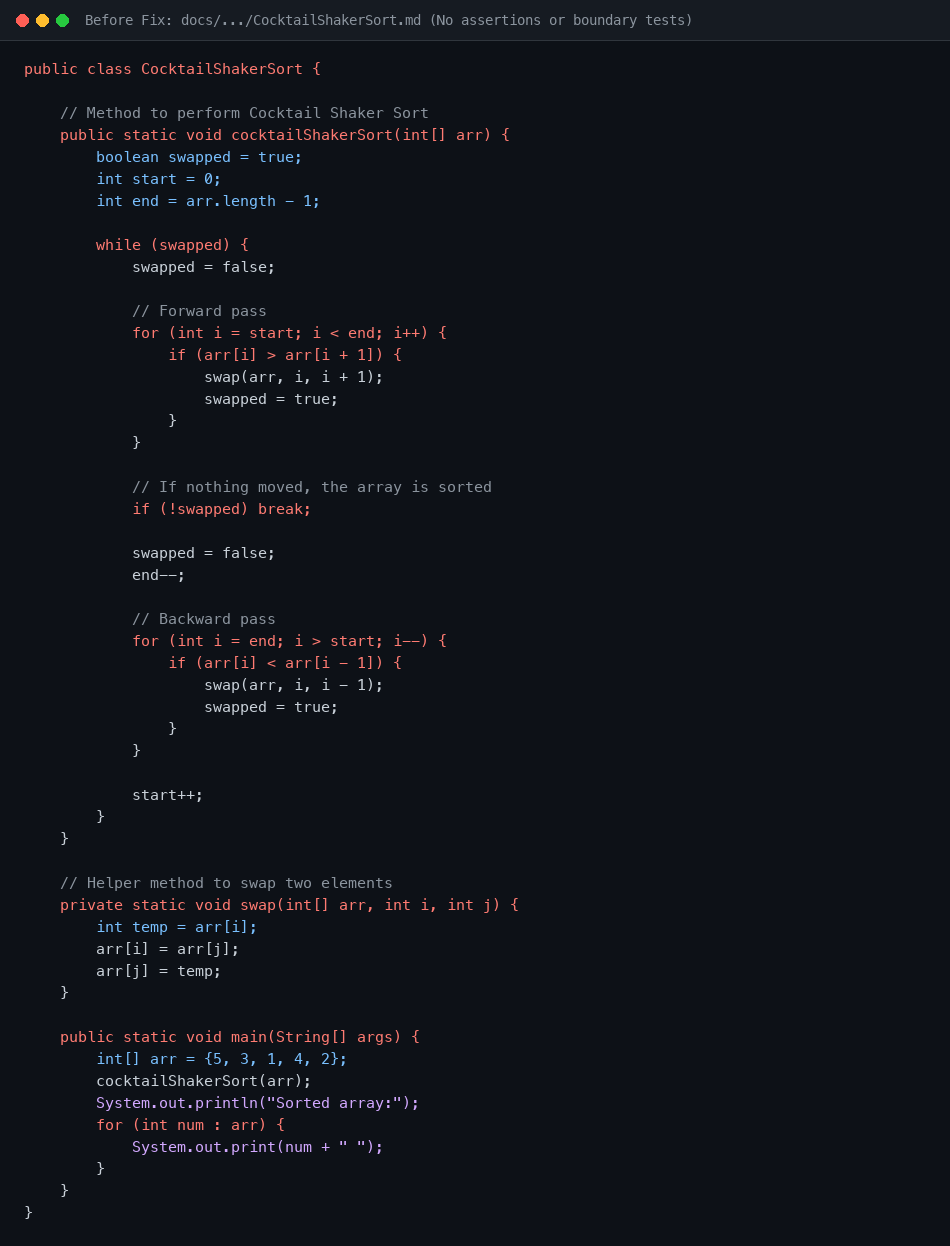 Before Fix: docs/.../CocktailShakerSort.md (No assertions or boundary tests)
public class CocktailShakerSort {
// Method to perform Cocktail Shaker Sort
public static void cocktailShakerSort(int[] arr) {
boolean swapped = true;
int start = 0;
int end = arr.length - 1;
while (swapped) {
swapped = false;
// Forward pass
for (int i = start; i < end; i++) {
if (arr[i] > arr[i + 1]) {
swap(arr, i, i + 1);
swapped = true;
}
}
// If nothing moved, the array is sorted
if (!swapped) break;
swapped = false;
end--;
// Backward pass
for (int i = end; i > start; i--) {
if (arr[i] < arr[i - 1]) {
swap(arr, i, i - 1);
swapped = true;
}
}
start++;
}
}
// Helper method to swap two elements
private static void swap(int[] arr, int i, int j) {
int temp = arr[i];
arr[i] = arr[j];
arr[j] = temp;
}
public static void main(String[] args) {
int[] arr = {5, 3, 1, 4, 2};
cocktailShakerSort(arr);
System.out.println("Sorted array:");
for (int num : arr) {
System.out.print(num + " ");
}
}
}